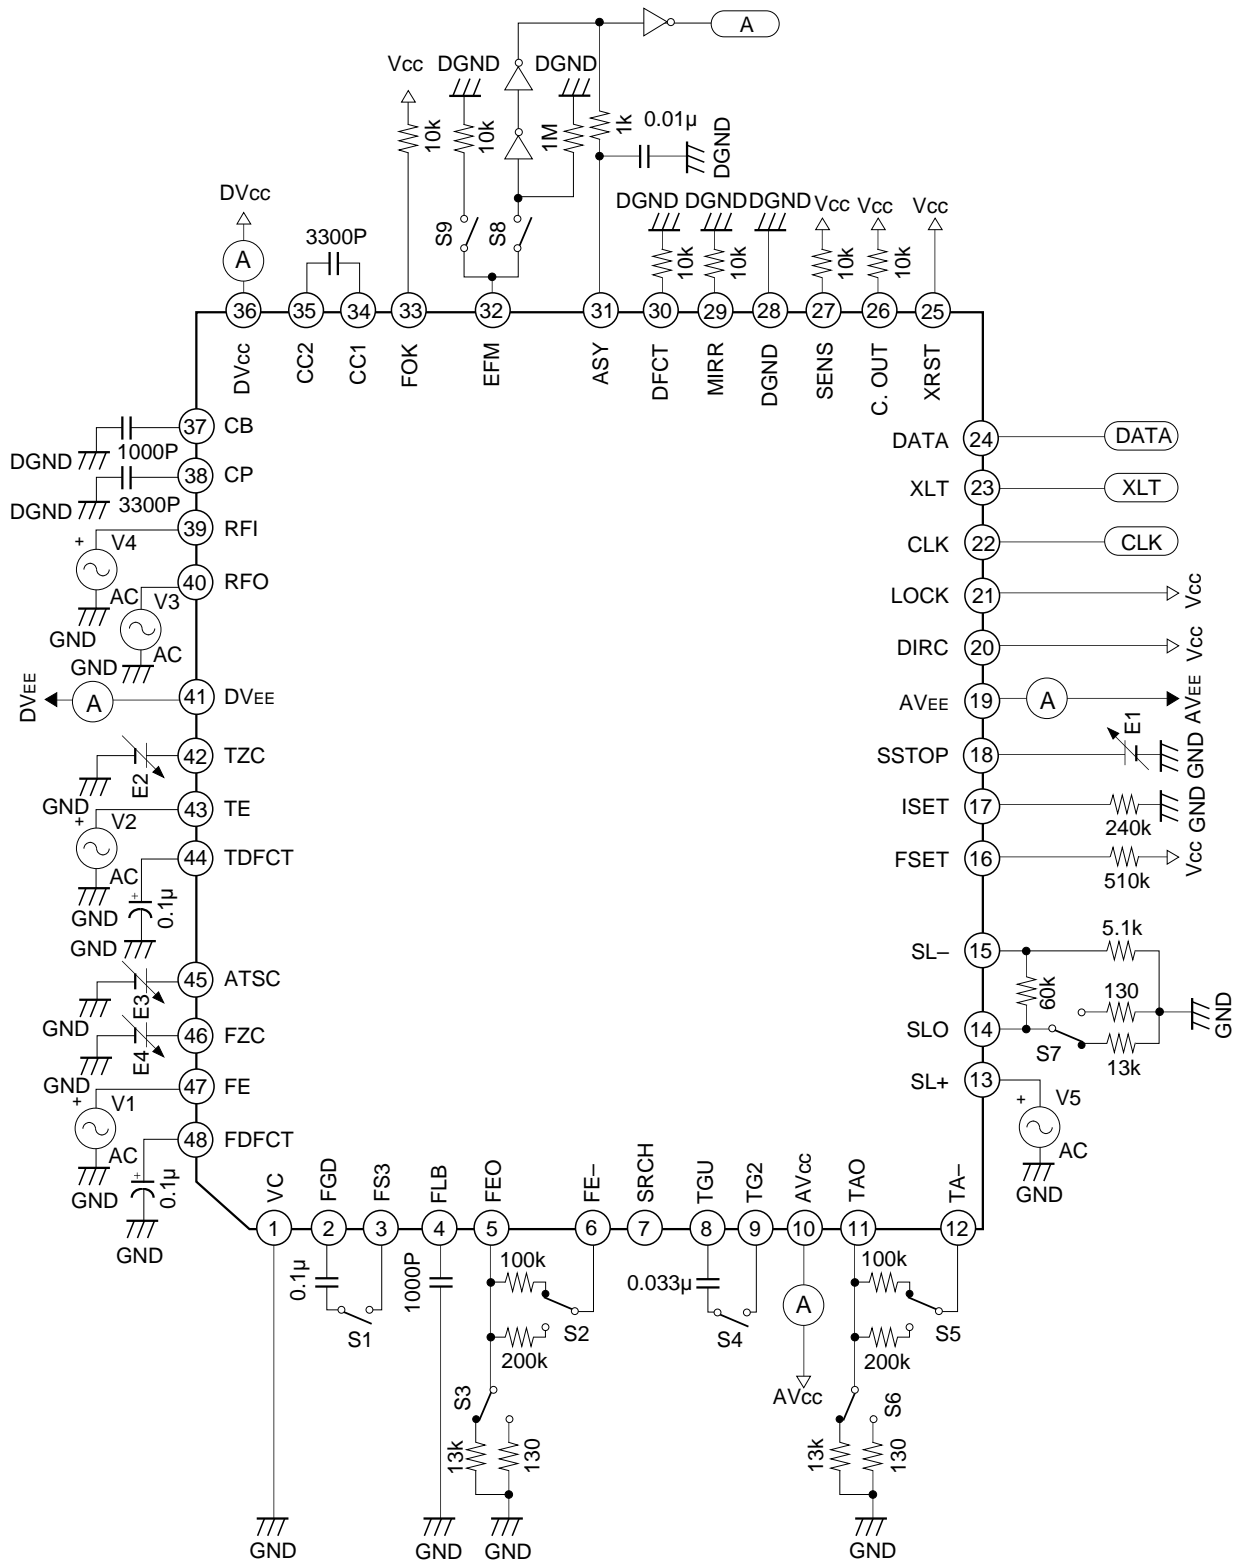 A
Vcc
DGND
DGND
10k
10k
1M
1k
0.01µ
DGND
DVcc
A
3300P
S9
S8
DGND
DGND
DGND
Vcc
Vcc
Vcc
10k
10k
10k
10k
36
35
34
33
32
31
30
29
28
27
26
25
DVcc
CC2
CC1
FOK
EFM
ASY
DFCT
MIRR
DGND
SENS
C. OUT
XRST
37 CB
1000P
DGND
38 CP
3300P
DGND
39 RFI
+ V4
AC
GND
40 RFO
V3
AC
GND
41 DVEE
A
DVEE
42 TZC
E2
GND
43 TE
+ V2
AC
GND
44 TDFCT
+
0.1µ
GND
45 ATSC
E3
GND
46 FZC
E4
GND
47 FE
+ V1
AC
GND
48 FDFCT
+
0.1µ
GND
DATA 24 DATA
XLT 23 XLT
CLK 22 CLK
LOCK 21 Vcc
DIRC 20 Vcc
AVEE 19 A AVEE
SSTOP 18 E1 GND
ISET 17 240k GND
FSET 16 510k Vcc
SL– 15 5.1k
60k
130
SLO 14
S7
13k
GND
SL+ 13
+ V5
AC
GND
VC
FGD
FS3
FLB
FEO
FE–
SRCH
TGU
TG2
AVcc
TAO
TA–
1
2
3
4
5
6
7
8
9
10
11
12
0.1µ
S1
1000P
100k
S2
200k
S3
13k
130
0.033µ
S4
A
AVcc
100k
S5
200k
S6
13k
130
GND
GND
GND
GND